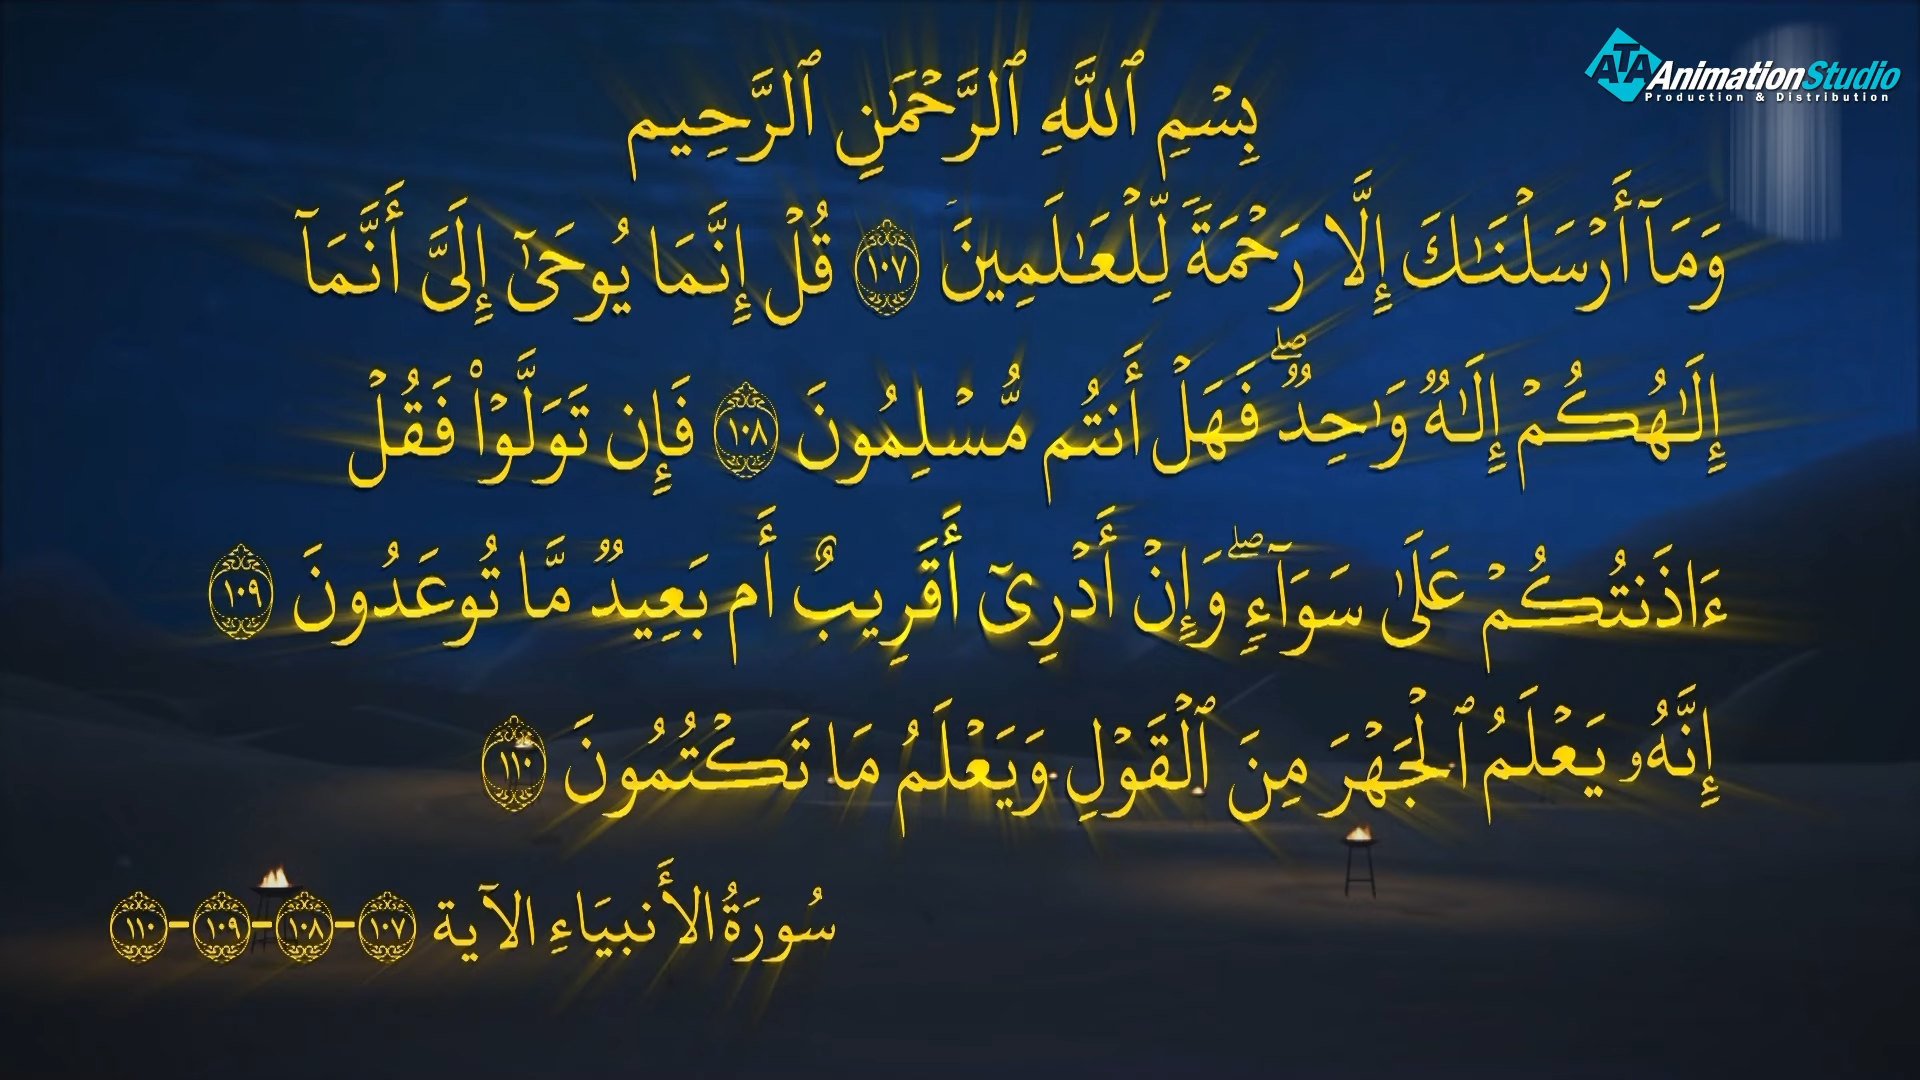 ATA AnimationStudio
Production & Distribution
بِسْمِ ٱللَّهِ ٱلرَّحْمَٰنِ ٱلرَّحِيمِ
وَمَآ أَرْسَلْنَٰكَ إِلَّا رَحْمَةً لِّلْعَٰلَمِينَ ١٠٧ قُلْ إِنَّمَا يُوحَىٰٓ إِلَىَّ أَنَّمَآ
إِلَٰهُكُمْ إِلَٰهٌ وَٰحِدٌ ۖ فَهَلْ أَنتُم مُّسْلِمُونَ ١٠٨ فَإِن تَوَلَّوْا۟ فَقُلْ
ءَاذَنتُكُمْ عَلَىٰ سَوَآءٍ ۖ وَإِنْ أَدْرِىٓ أَقَرِيبٌ أَم بَعِيدٌ مَّا تُوعَدُونَ ١٠٩
إِنَّهُۥ يَعْلَمُ ٱلْجَهْرَ مِنَ ٱلْقَوْلِ وَيَعْلَمُ مَا تَكْتُمُونَ ١١٠
سُورَةُ الأَنبيَاءِ الآية ١٠٧-١٠٨-١٠٩-١١٠